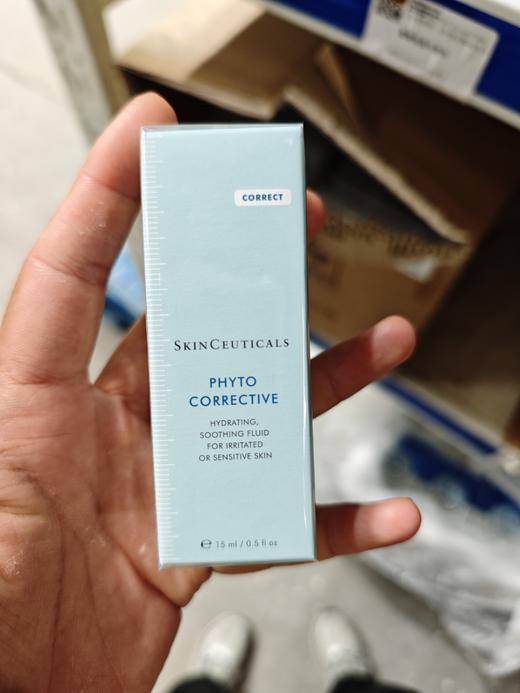 CORRECT
SKINCEUTICALS
PHYTO
CORRECTIVE
HYDRATING,
SOOTHING FLUID
FOR IRRITATED
OR SENSITIVE SKIN
℮ 15 ml / 0.5 fl oz